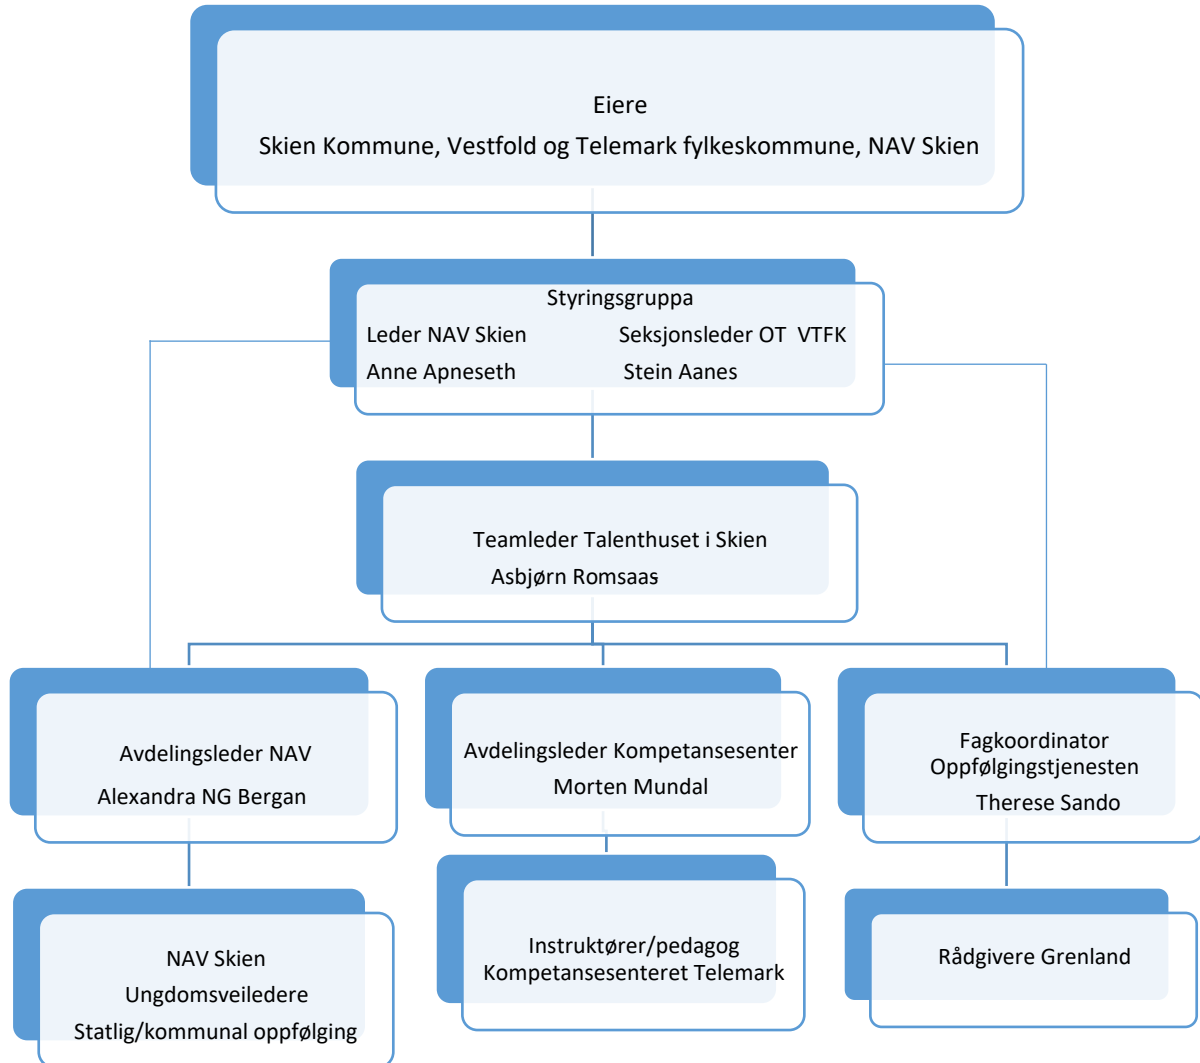 Eiere
Skien Kommune, Vestfold og Telemark fylkeskommune, NAV Skien
Styringsgruppa
Leder NAV Skien Seksjonsleder OT VTFK
Anne Apneseth Stein Aanes
Teamleder Talenthuset i Skien
Asbjørn Romsaas
Avdelingsleder NAV
Alexandra NG Bergan
Avdelingsleder Kompetansesenter
Morten Mundal
Fagkoordinator
Oppfølgingstjenesten
Therese Sando
NAV Skien
Ungdomsveiledere
Statlig/kommunal oppfølging
Instruktører/pedagog
Kompetansesenteret Telemark
Rådgivere Grenland